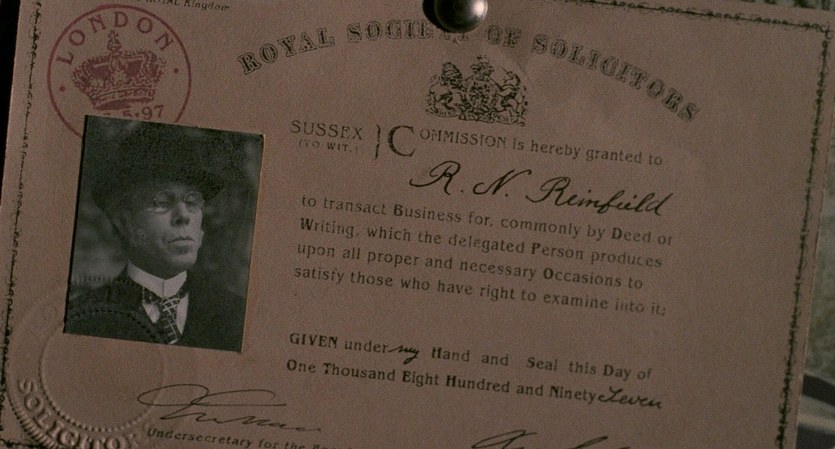 Kingdom
LONDON
5·97
ROYAL SOCIETY OF SOLICITORS
SUSSEX
(TO WIT.)
COMMISSION is hereby granted to
R. N. Reinfield
to transact Business for, commonly by Deed or
Writing, which the delegated Person produces
upon all proper and necessary Occasions to
satisfy those who have right to examine into it:
GIVEN under my Hand and Seal this Day of
One Thousand Eight Hundred and Ninety Seven
Undersecretary for the
SOLICITOR